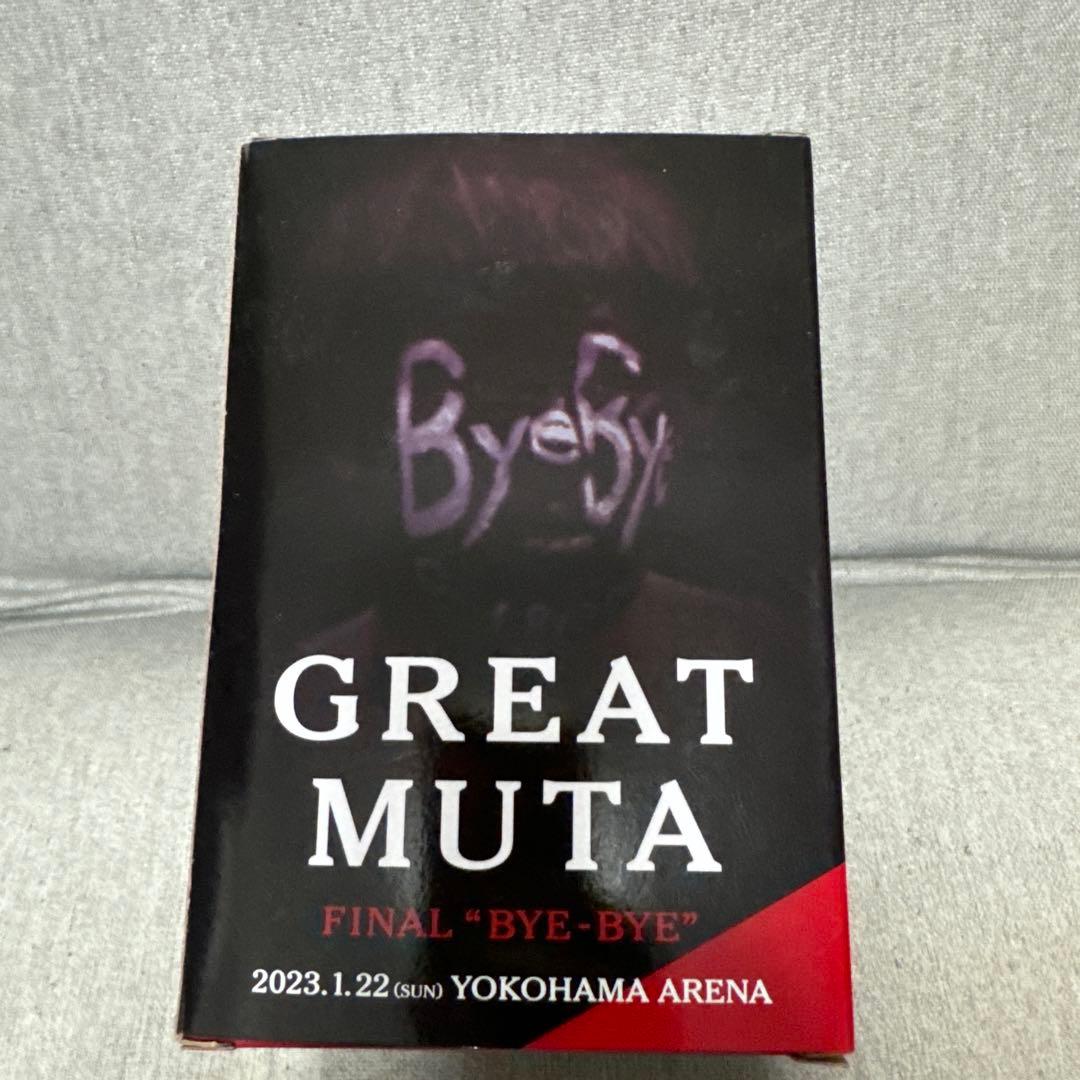 ByeBye
GREAT
MUTA
FINAL “BYE-BYE”
2023.1.22(SUN) YOKOHAMA ARENA